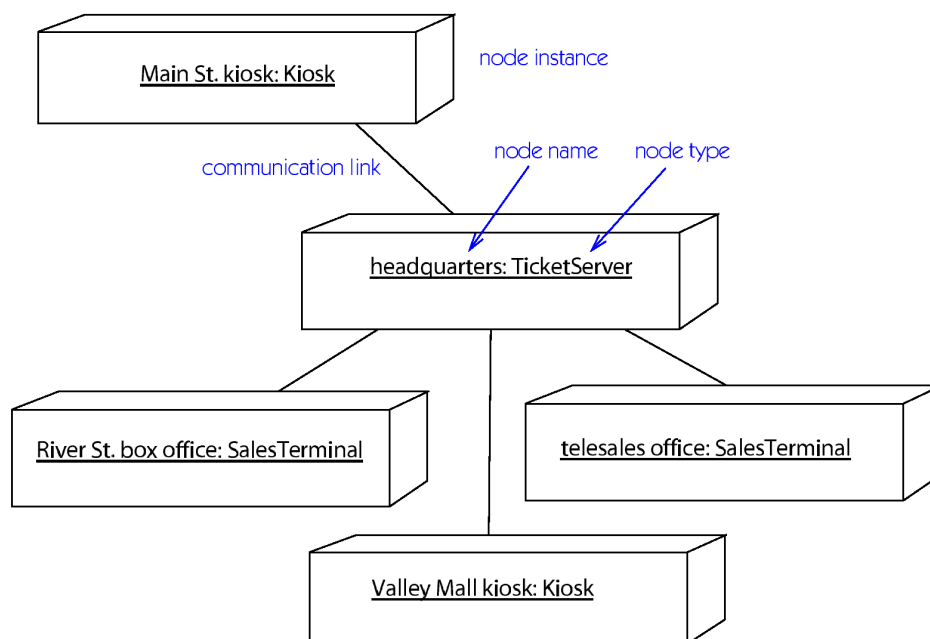 Main St. kiosk: Kiosk
node instance
communication link
node name
node type
headquarters: TicketServer
River St. box office: SalesTerminal
telesales office: SalesTerminal
Valley Mall kiosk: Kiosk